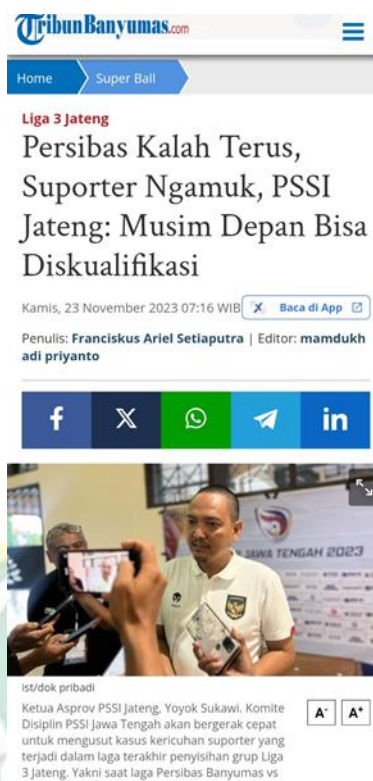 TribunBanyumas.com
Home
Super Ball
Liga 3 Jateng
Persibas Kalah Terus,
Suporter Ngamuk, PSSI
Jateng: Musim Depan Bisa
Diskualifikasi
Kamis, 23 November 2023 07:16 WIB
Baca di App
Penulis: Franciskus Ariel Setiaputra | Editor: mamdukh
adi priyanto
f X in
JAWA TENGAH 2023
ist/dok pribadi
A- A+
Ketua Asprov PSSI Jateng, Yoyok Sukawi. Komite
Disiplin PSSI Jawa Tengah akan bergerak cepat
untuk mengusut kasus kericuhan suporter yang
terjadi dalam laga terakhir penyisihan grup Liga
3 Jateng. Yakni saat laga Persibas Banyumas vs